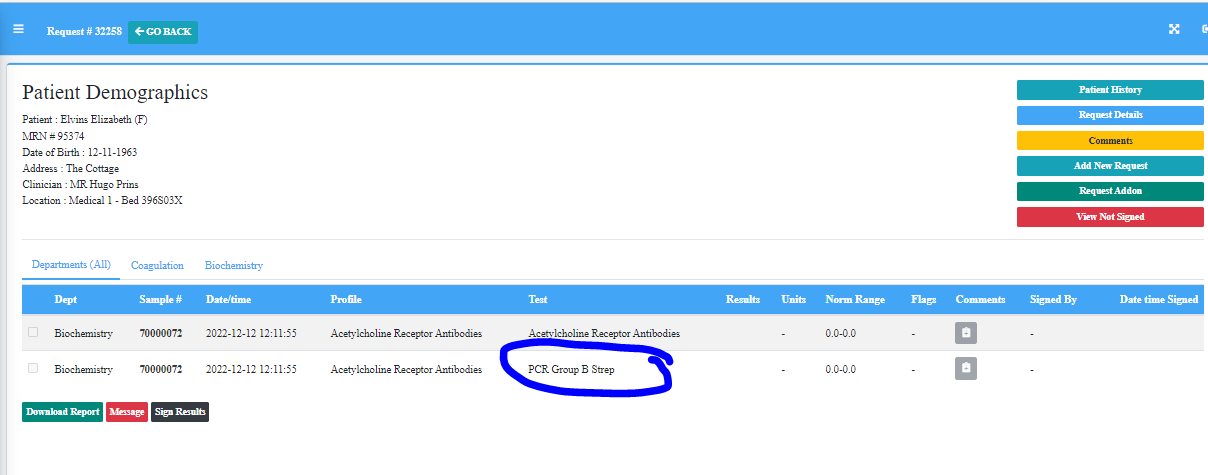 Request # 32258 GO BACK
Patient Demographics
Patient : Elvins Elizabeth (F)
MRN # 95374
Date of Birth : 12-11-1963
Address : The Cottage
Clinician : MR Hugo Prins
Location : Medical 1 - Bed 396S03X
Patient History
Request Details
Comments
Add New Request
Request Addon
View Not Signed
Departments (All) Coagulation Biochemistry
Dept Sample # Date/time Profile Test Results Units Norm Range Flags Comments Signed By Date time Signed
Biochemistry 70000072 2022-12-12 12:11:55 Acetylcholine Receptor Antibodies Acetylcholine Receptor Antibodies - 0.0-0.0 - -
Biochemistry 70000072 2022-12-12 12:11:55 Acetylcholine Receptor Antibodies PCR Group B Strep - 0.0-0.0 - -
Download Report Message Sign Results